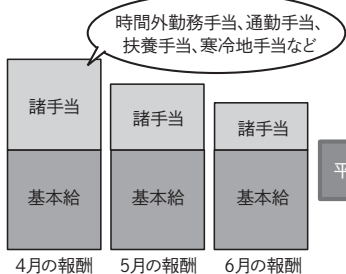 時間外勤務手当、通勤手当、
扶養手当、寒冷地手当など
諸手当
諸手当
諸手当
基本給
基本給
基本給
平
4月の報酬
5月の報酬
6月の報酬